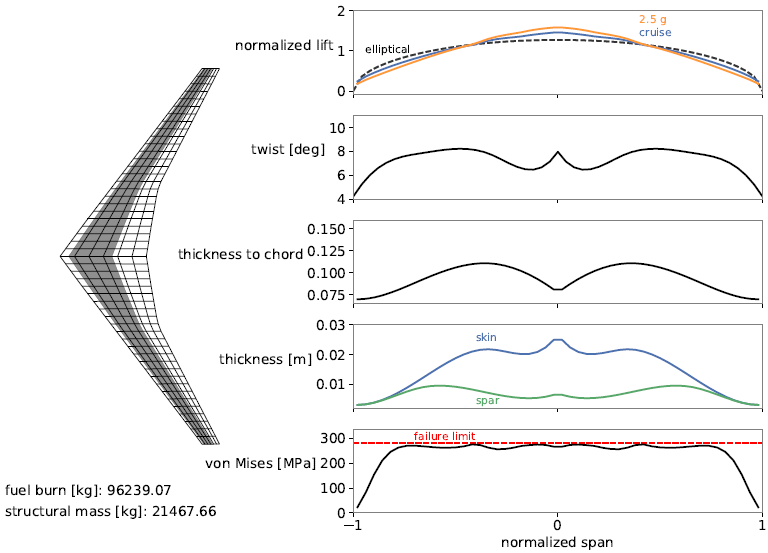 2
normalized lift 1
0
elliptical
2.5 g
cruise
10
twist [deg] 8
6
4
0.150
thickness to chord 0.125
0.100
0.075
0.03
thickness [m] 0.02
0.01
skin
spar
300
von Mises [MPa] 200
100
0
failure limit
−1 0 1
normalized span
fuel burn [kg]: 96239.07
structural mass [kg]: 21467.66